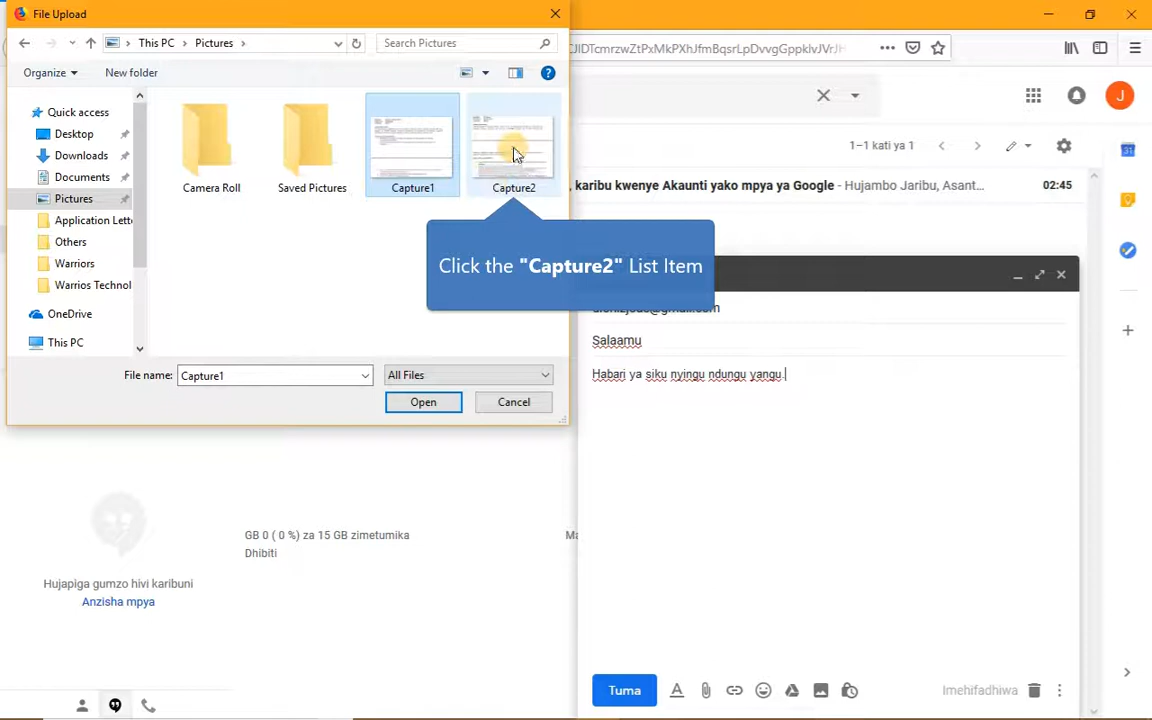 File Upload
This PC
Pictures
Search Pictures
Organize
New folder
Quick access
Desktop
Downloads
Documents
Pictures
Application Lette
Others
Warriors
Warrios Technol
OneDrive
This PC
Camera Roll
Saved Pictures
Capture1
Capture2
Click the "Capture2" List Item
File name:
Capture1
All Files
Open
Cancel
J
1–1 kati ya 1
, karibu kwenye Akaunti yako mpya ya Google - Hujambo Jaribu, Asant...
02:45
Salaamu
Habari ya siku nyingu ndungu yangu.
GB 0 ( 0 %) za 15 GB zimetumika
Dhibiti
Ma
Hujapiga gumzo hivi karibuni
Anzisha mpya
Tuma
Imehifadhiwa
31